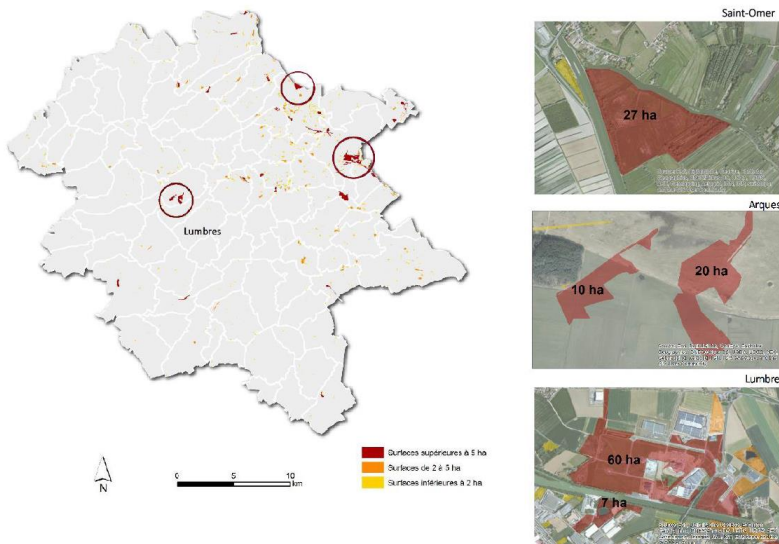 Saint-Omer
27 ha
Arques
10 ha
20 ha
Lumbre
60 ha
7 ha
Lumbres
Surfaces supérieures à 5 ha
Surfaces de 2 à 5 ha
Surfaces inférieures à 2 ha
N
0 5 10
km